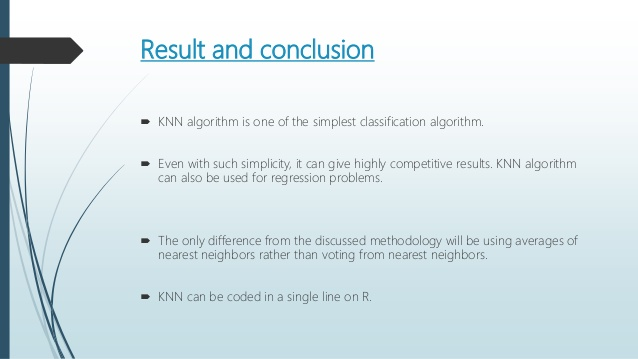 Result and conclusion
KNN algorithm is one of the simplest classification algorithm.
Even with such simplicity, it can give highly competitive results. KNN algorithm
can also be used for regression problems.
The only difference from the discussed methodology will be using averages of
nearest neighbors rather than voting from nearest neighbors.
KNN can be coded in a single line on R.